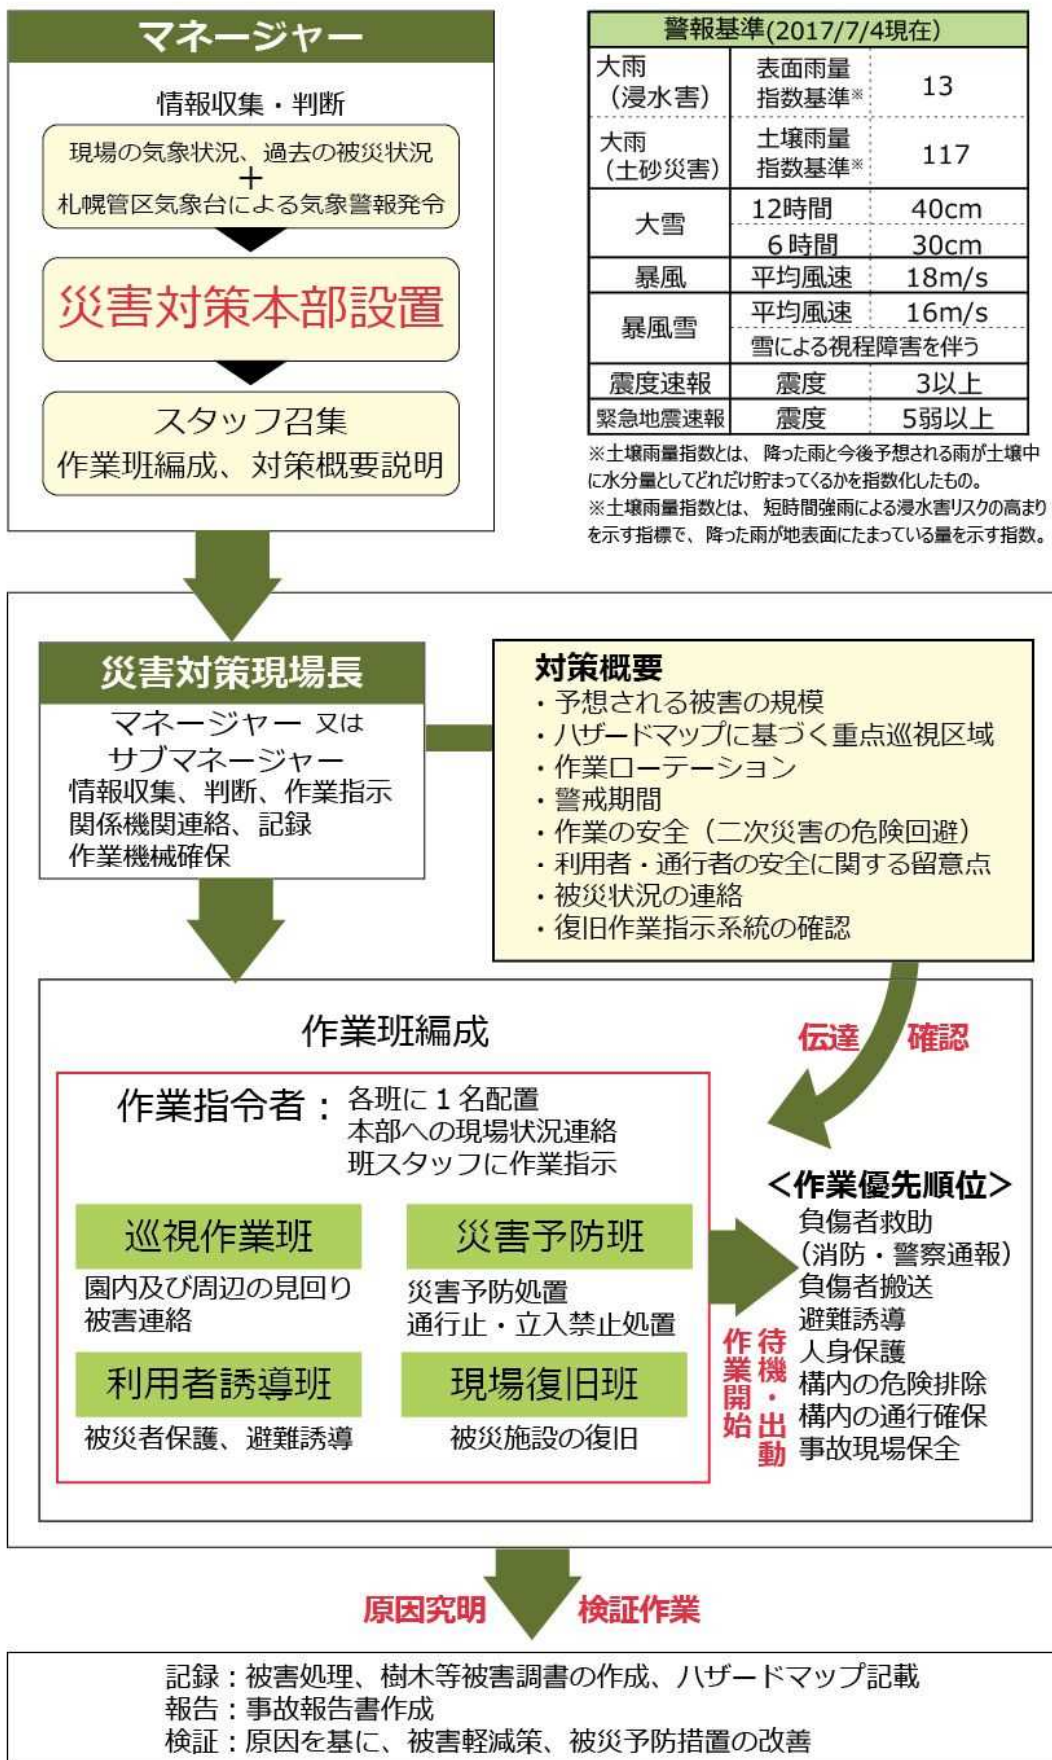 マネージャー
情報収集・判断
現場の気象状況、過去の被災状況
+
札幌管区気象台による気象警報発令
災害対策本部設置
スタッフ召集
作業班編成、対策概要説明
警報基準(2017/7/4現在)
大雨 表面雨量
(浸水害) 指数基準※ 13
大雨 土壌雨量
(土砂災害) 指数基準※ 117
大雪 12時間 40cm
6時間 30cm
暴風 平均風速 18m/s
暴風雪 平均風速 16m/s
雪による視程障害を伴う
震度速報 震度 3以上
緊急地震速報 震度 5弱以上
※土壌雨量指数とは、降った雨と今後予想される雨が土壌中
に水分量としてどれだけ貯まってくるかを指数化したもの。
※土壌雨量指数とは、短時間強雨による浸水害リスクの高まり
を示す指標で、降った雨が地表面にたまっている量を示す指数。
災害対策現場長
マネージャー 又は
サブマネージャー
情報収集、判断、作業指示
関係機関連絡、記録
作業機械確保
対策概要
・予想される被害の規模
・ハザードマップに基づく重点巡視区域
・作業ローテーション
・警戒期間
・作業の安全（二次災害の危険回避）
・利用者・通行者の安全に関する留意点
・被災状況の連絡
・復旧作業指示系統の確認
伝達 確認
作業班編成
作業指令者： 各班に1名配置
本部への現場状況連絡
班スタッフに作業指示
巡視作業班
園内及び周辺の見回り
被害連絡
災害予防班
災害予防処置
通行止・立入禁止処置
利用者誘導班
被災者保護、避難誘導
現場復旧班
被災施設の復旧
待機・出動
作業開始
＜作業優先順位＞
負傷者救助
(消防・警察通報)
負傷者搬送
避難誘導
人身保護
構内の危険排除
構内の通行確保
事故現場保全
原因究明 検証作業
記録：被害処理、樹木等被害調書の作成、ハザードマップ記載
報告：事故報告書作成
検証：原因を基に、被害軽減策、被災予防措置の改善